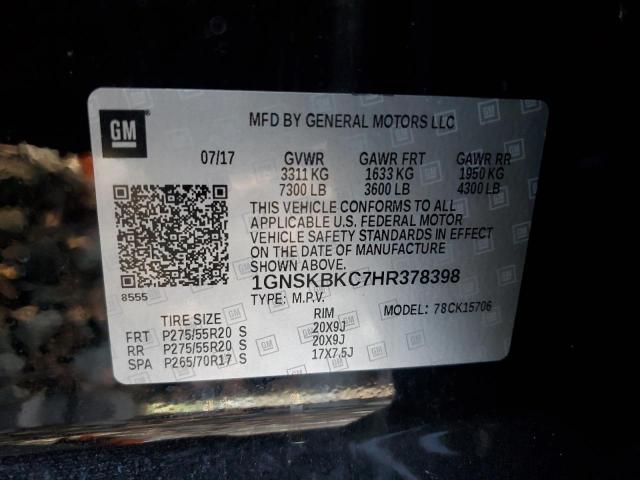 GM
MFD BY GENERAL MOTORS LLC
07/17 GVWR GAWR FRT GAWR RR
3311 KG 1633 KG 1950 KG
7300 LB 3600 LB 4300 LB
THIS VEHICLE CONFORMS TO ALL
APPLICABLE U.S. FEDERAL MOTOR
VEHICLE SAFETY STANDARDS IN EFFECT
ON THE DATE OF MANUFACTURE
SHOWN ABOVE.
8555
1GNSKBKC7HR378398
TYPE: M.P.V. MODEL: 78CK15706
TIRE SIZE RIM
FRT P275/55R20 S 20X9J
RR P275/55R20 S 20X9J
SPA P265/70R17 S 17X7.5J